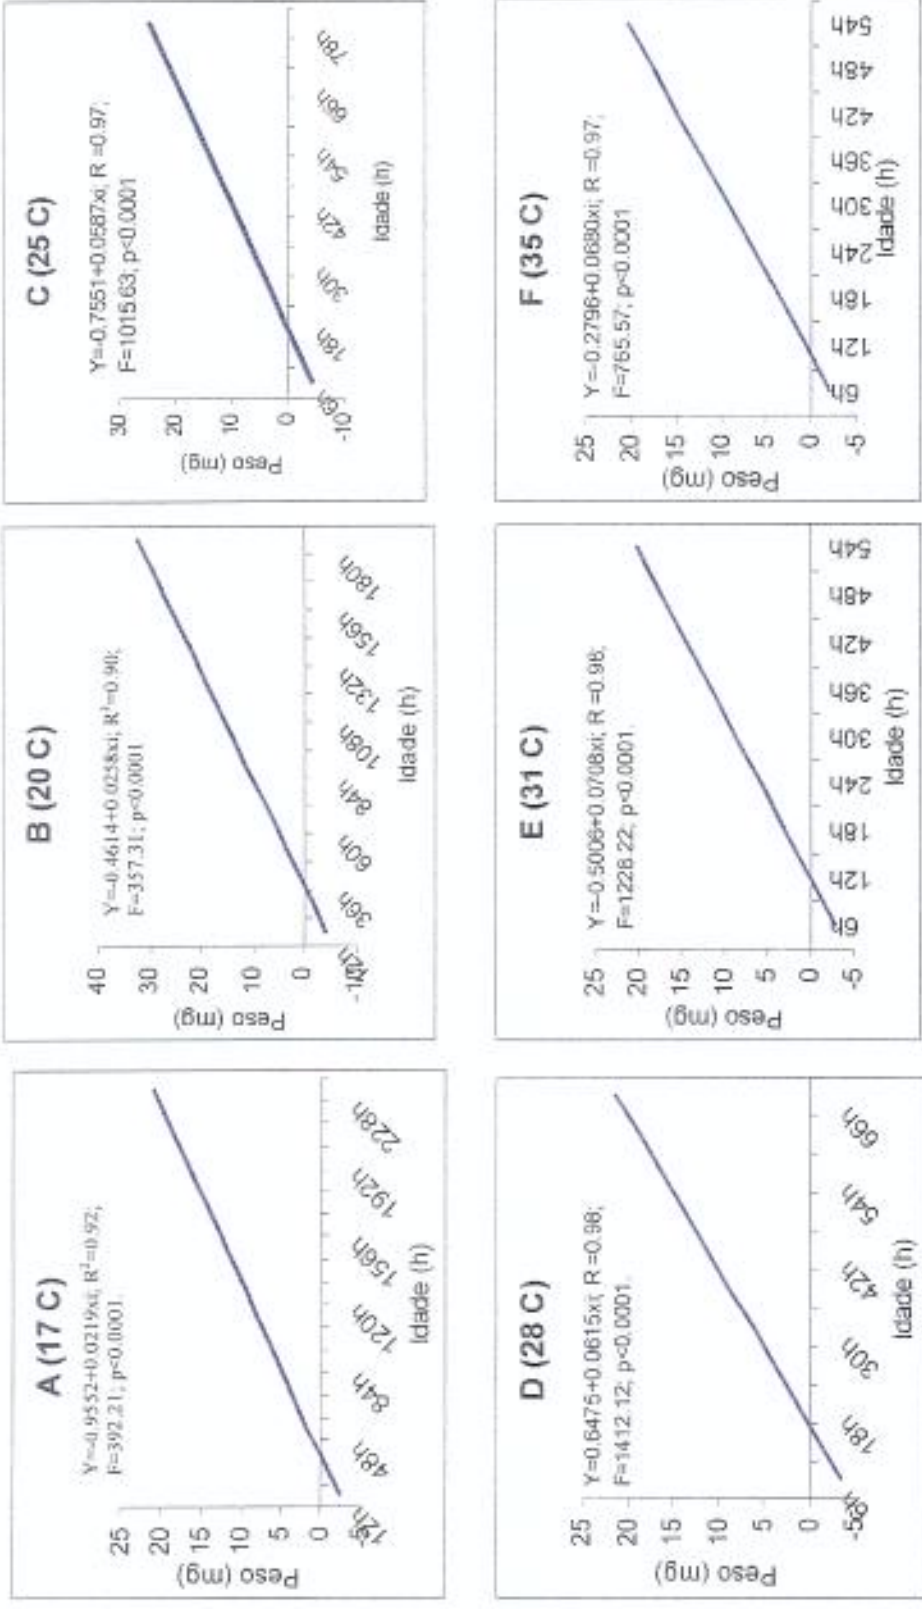 A (17 C)
Y=-0.9552+0.0219xi; R²=0.92;
F=392.21; p<0.0001.
Peso (mg)
25
20
15
10
5
0
12h
48h
84h
120h
156h
192h
228h
Idade (h)
B (20 C)
Y=-0.4614+0.0258xi; R²=0.90;
F=357.31; p<0.0001
Peso (mg)
40
30
20
10
0
36h
60h
84h
108h
132h
156h
180h
Idade (h)
C (25 C)
Y=-0.7551+0.0587xi; R =0.97;
F=1015.63; p<0.0001
Peso (mg)
30
20
10
0
-10
6h
18h
30h
42h
54h
66h
78h
Idade (h)
D (28 C)
Y=0.6475+0.0615xi; R =0.98;
F=1412.12; p<0.0001.
Peso (mg)
25
20
15
10
5
0
-5
6h
18h
30h
42h
54h
66h
Idade (h)
E (31 C)
Y=-0.5006+0.0708xi; R =0.98;
F=1226.22; p<0.0001.
Peso (mg)
25
20
15
10
5
0
-5
6h
12h
18h
24h
30h
36h
42h
48h
54h
Idade (h)
F (35 C)
Y=-0.2796+0.0680xi; R =0.97;
F=765.57; p<0.0001
Peso (mg)
25
20
15
10
5
0
-5
6h
12h
18h
24h
30h
36h
42h
48h
54h
Idade (h)